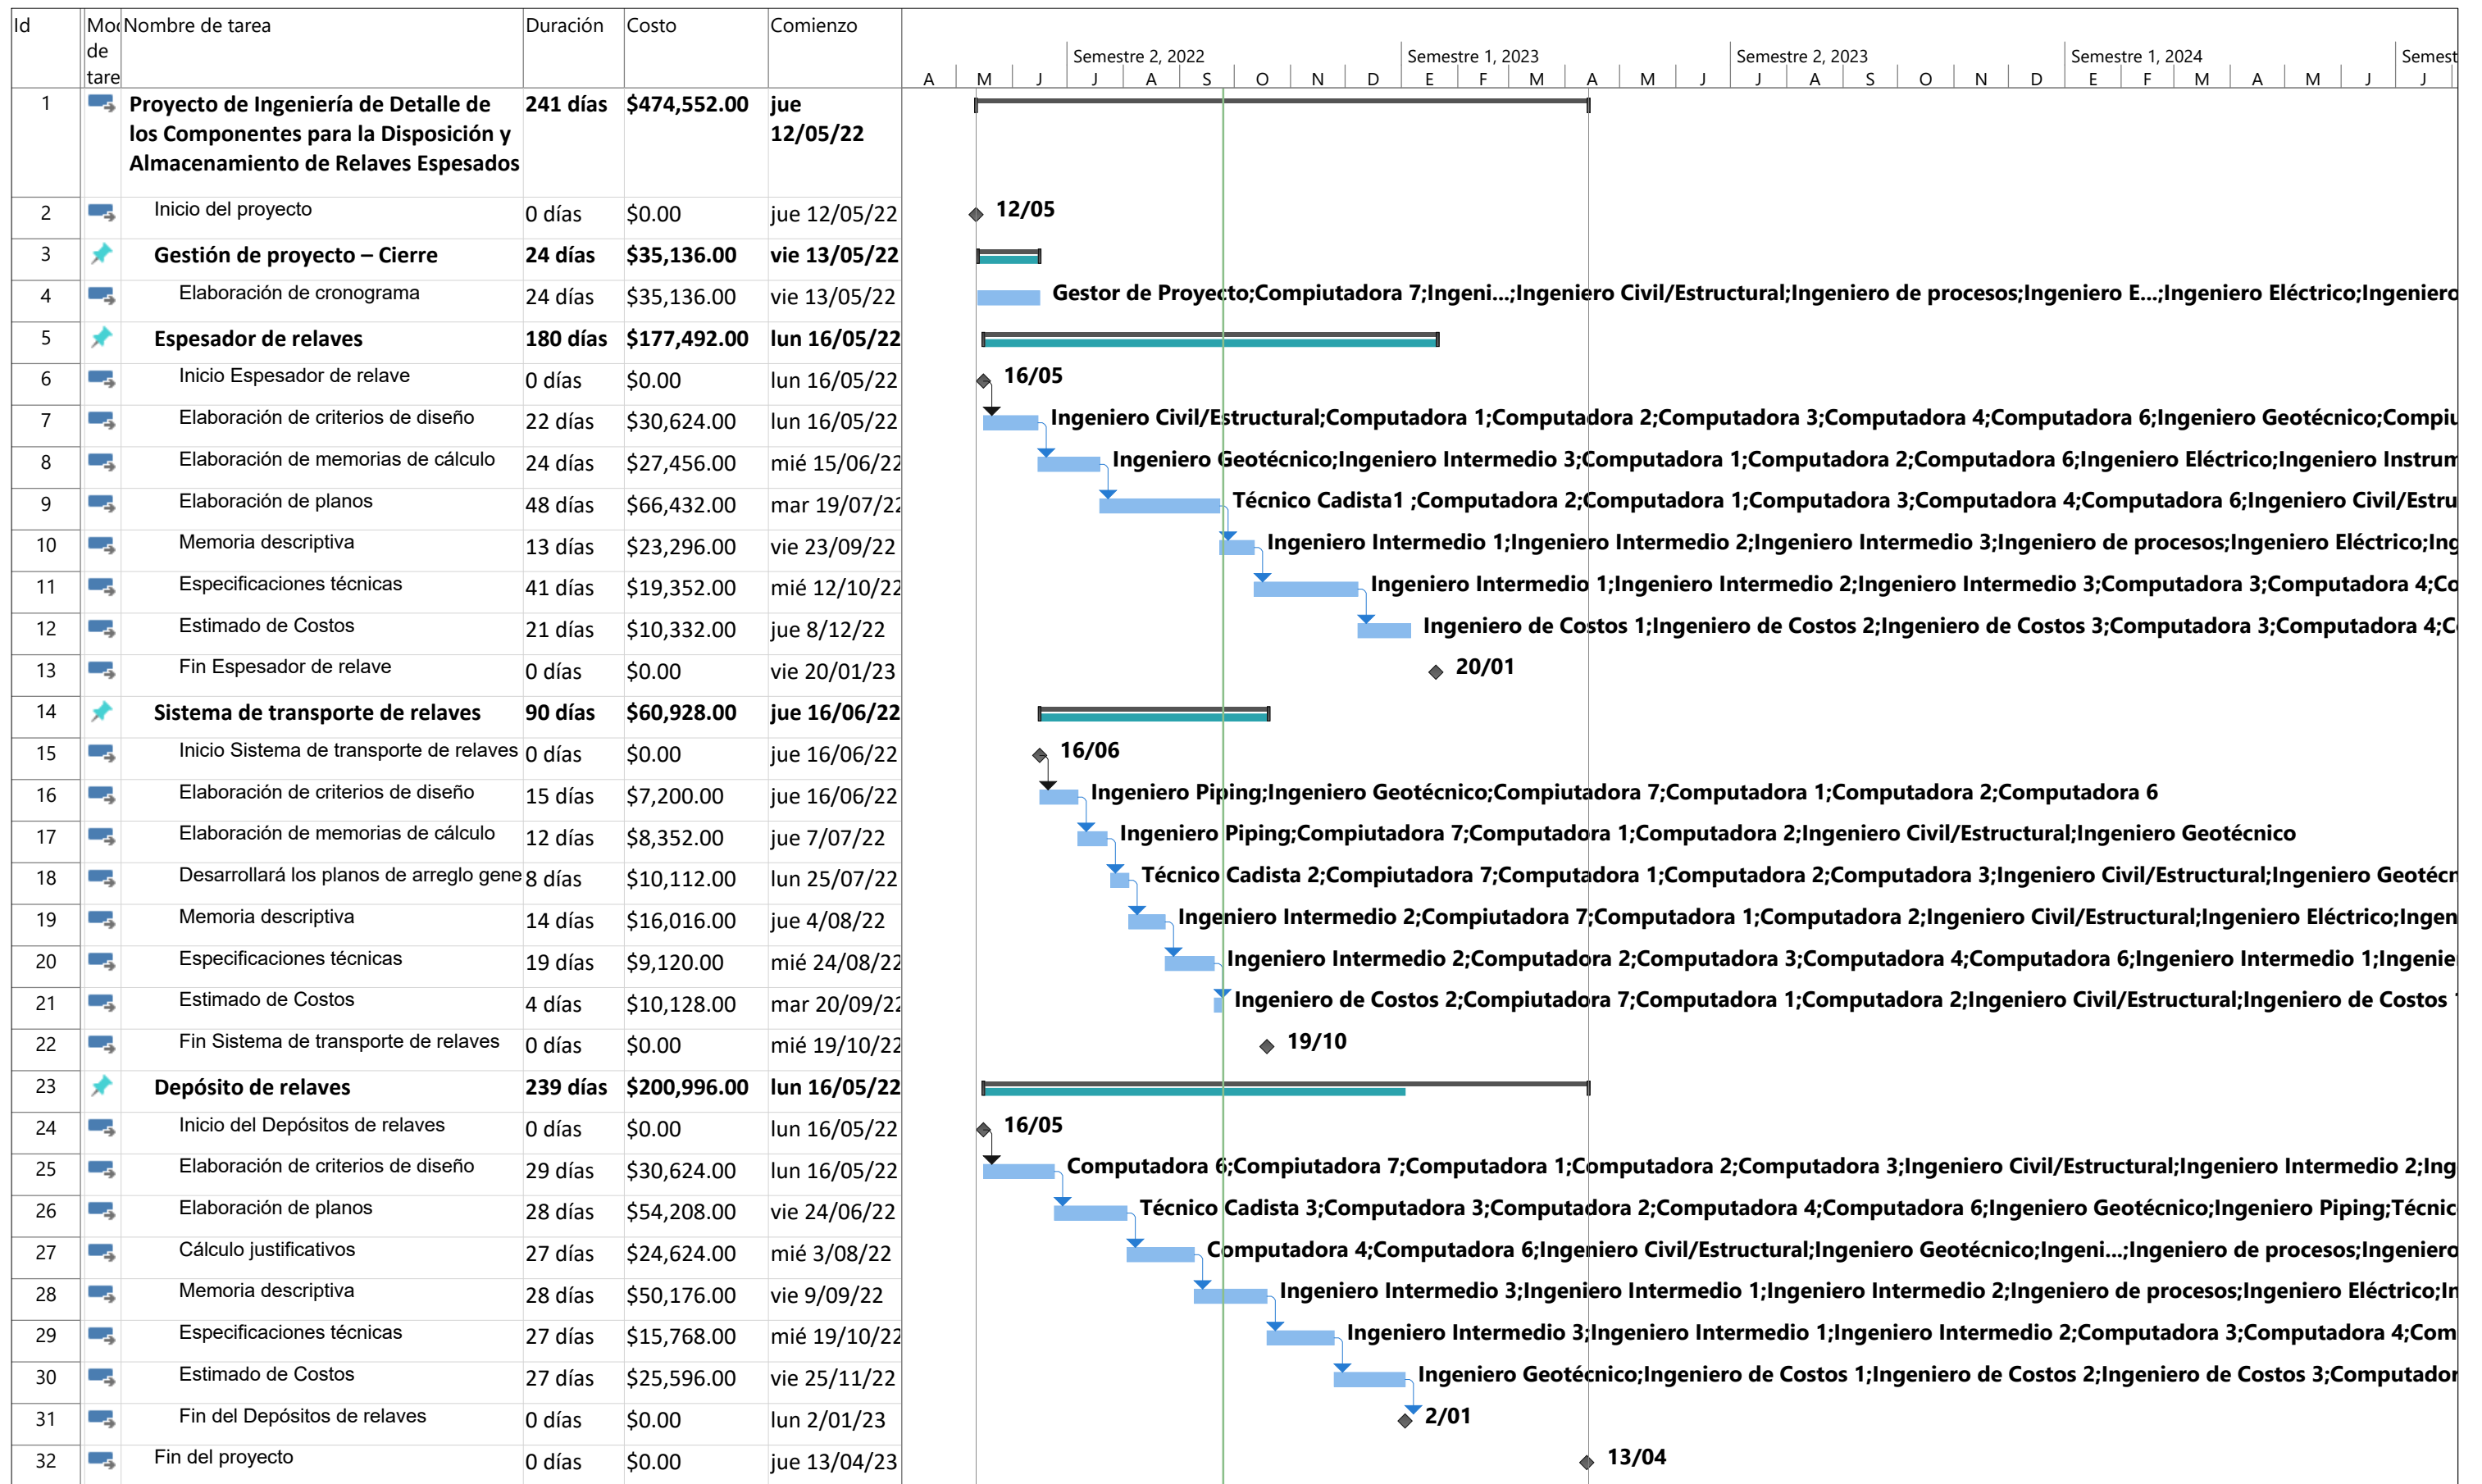 Id Mo Nombre de tarea Duración Costo Comienzo
de
tare
Semestre 2, 2022 Semestre 1, 2023 Semestre 2, 2023 Semestre 1, 2024 Semest
A M J J A S O N D E F M A M J J A S O N D E F M A M J J
1 Proyecto de Ingeniería de Detalle de 241 días $474,552.00 jue
los Componentes para la Disposición y 12/05/22
Almacenamiento de Relaves Espesados
2 Inicio del proyecto 0 días $0.00 jue 12/05/22 12/05
3 Gestión de proyecto – Cierre 24 días $35,136.00 vie 13/05/22
4 Elaboración de cronograma 24 días $35,136.00 vie 13/05/22 Gestor de Proyecto;Compiutadora 7;Ingeni...;Ingeniero Civil/Estructural;Ingeniero de procesos;Ingeniero E...;Ingeniero Eléctrico;Ingeniero
5 Espesador de relaves 180 días $177,492.00 lun 16/05/22
6 Inicio Espesador de relave 0 días $0.00 lun 16/05/22 16/05
7 Elaboración de criterios de diseño 22 días $30,624.00 lun 16/05/22 Ingeniero Civil/Estructural;Computadora 1;Computadora 2;Computadora 3;Computadora 4;Computadora 6;Ingeniero Geotécnico;Compiu
8 Elaboración de memorias de cálculo 24 días $27,456.00 mié 15/06/22 Ingeniero Geotécnico;Ingeniero Intermedio 3;Computadora 1;Computadora 2;Computadora 6;Ingeniero Eléctrico;Ingeniero Instrum
9 Elaboración de planos 48 días $66,432.00 mar 19/07/22 Técnico Cadista1 ;Computadora 2;Computadora 1;Computadora 3;Computadora 4;Computadora 6;Ingeniero Civil/Estru
10 Memoria descriptiva 13 días $23,296.00 vie 23/09/22 Ingeniero Intermedio 1;Ingeniero Intermedio 2;Ingeniero Intermedio 3;Ingeniero de procesos;Ingeniero Eléctrico;Ing
11 Especificaciones técnicas 41 días $19,352.00 mié 12/10/22 Ingeniero Intermedio 1;Ingeniero Intermedio 2;Ingeniero Intermedio 3;Computadora 3;Computadora 4;Co
12 Estimado de Costos 21 días $10,332.00 jue 8/12/22 Ingeniero de Costos 1;Ingeniero de Costos 2;Ingeniero de Costos 3;Computadora 3;Computadora 4;C
13 Fin Espesador de relave 0 días $0.00 vie 20/01/23 20/01
14 Sistema de transporte de relaves 90 días $60,928.00 jue 16/06/22
15 Inicio Sistema de transporte de relaves 0 días $0.00 jue 16/06/22 16/06
16 Elaboración de criterios de diseño 15 días $7,200.00 jue 16/06/22 Ingeniero Piping;Ingeniero Geotécnico;Compiutadora 7;Computadora 1;Computadora 2;Computadora 6
17 Elaboración de memorias de cálculo 12 días $8,352.00 jue 7/07/22 Ingeniero Piping;Compiutadora 7;Computadora 1;Computadora 2;Ingeniero Civil/Estructural;Ingeniero Geotécnico
18 Desarrollará los planos de arreglo gene 8 días $10,112.00 lun 25/07/22 Técnico Cadista 2;Compiutadora 7;Computadora 1;Computadora 2;Computadora 3;Ingeniero Civil/Estructural;Ingeniero Geotécn
19 Memoria descriptiva 14 días $16,016.00 jue 4/08/22 Ingeniero Intermedio 2;Compiutadora 7;Computadora 1;Computadora 2;Ingeniero Civil/Estructural;Ingeniero Eléctrico;Ingen
20 Especificaciones técnicas 19 días $9,120.00 mié 24/08/22 Ingeniero Intermedio 2;Computadora 2;Computadora 3;Computadora 4;Computadora 6;Ingeniero Intermedio 1;Ingenie
21 Estimado de Costos 4 días $10,128.00 mar 20/09/22 Ingeniero de Costos 2;Compiutadora 7;Computadora 1;Computadora 2;Ingeniero Civil/Estructural;Ingeniero de Costos
22 Fin Sistema de transporte de relaves 0 días $0.00 mié 19/10/22 19/10
23 Depósito de relaves 239 días $200,996.00 lun 16/05/22
24 Inicio del Depósitos de relaves 0 días $0.00 lun 16/05/22 16/05
25 Elaboración de criterios de diseño 29 días $30,624.00 lun 16/05/22 Computadora 6;Compiutadora 7;Computadora 1;Computadora 2;Computadora 3;Ingeniero Civil/Estructural;Ingeniero Intermedio 2;Ing
26 Elaboración de planos 28 días $54,208.00 vie 24/06/22 Técnico Cadista 3;Computadora 3;Computadora 2;Computadora 4;Computadora 6;Ingeniero Geotécnico;Ingeniero Piping;Técnic
27 Cálculo justificativos 27 días $24,624.00 mié 3/08/22 Computadora 4;Computadora 6;Ingeniero Civil/Estructural;Ingeniero Geotécnico;Ingeni...;Ingeniero de procesos;Ingeniero
28 Memoria descriptiva 28 días $50,176.00 vie 9/09/22 Ingeniero Intermedio 3;Ingeniero Intermedio 1;Ingeniero Intermedio 2;Ingeniero de procesos;Ingeniero Eléctrico;In
29 Especificaciones técnicas 27 días $15,768.00 mié 19/10/22 Ingeniero Intermedio 3;Ingeniero Intermedio 1;Ingeniero Intermedio 2;Computadora 3;Computadora 4;Com
30 Estimado de Costos 27 días $25,596.00 vie 25/11/22 Ingeniero Geotécnico;Ingeniero de Costos 1;Ingeniero de Costos 2;Ingeniero de Costos 3;Computador
31 Fin del Depósitos de relaves 0 días $0.00 lun 2/01/23 2/01
32 Fin del proyecto 0 días $0.00 jue 13/04/23 13/04